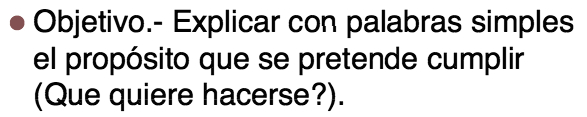 • Objetivo.- Explicar con palabras simples
el propósito que se pretende cumplir
(Que quiere hacerse?).